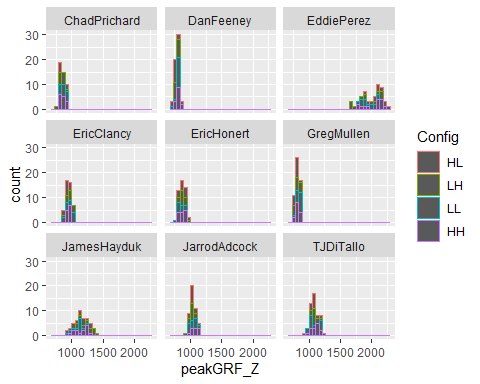 ChadPrichard DanFeeney EddiePerez
30
20
10
0
EricClancy EricHonert GregMullen
30
20
10
0
JamesHayduk JarrodAdcock TJDiTallo
30
20
10
0
1000 1500 2000 1000 1500 2000 1000 1500 2000
peakGRF_Z
count
Config
HL
LH
LL
HH